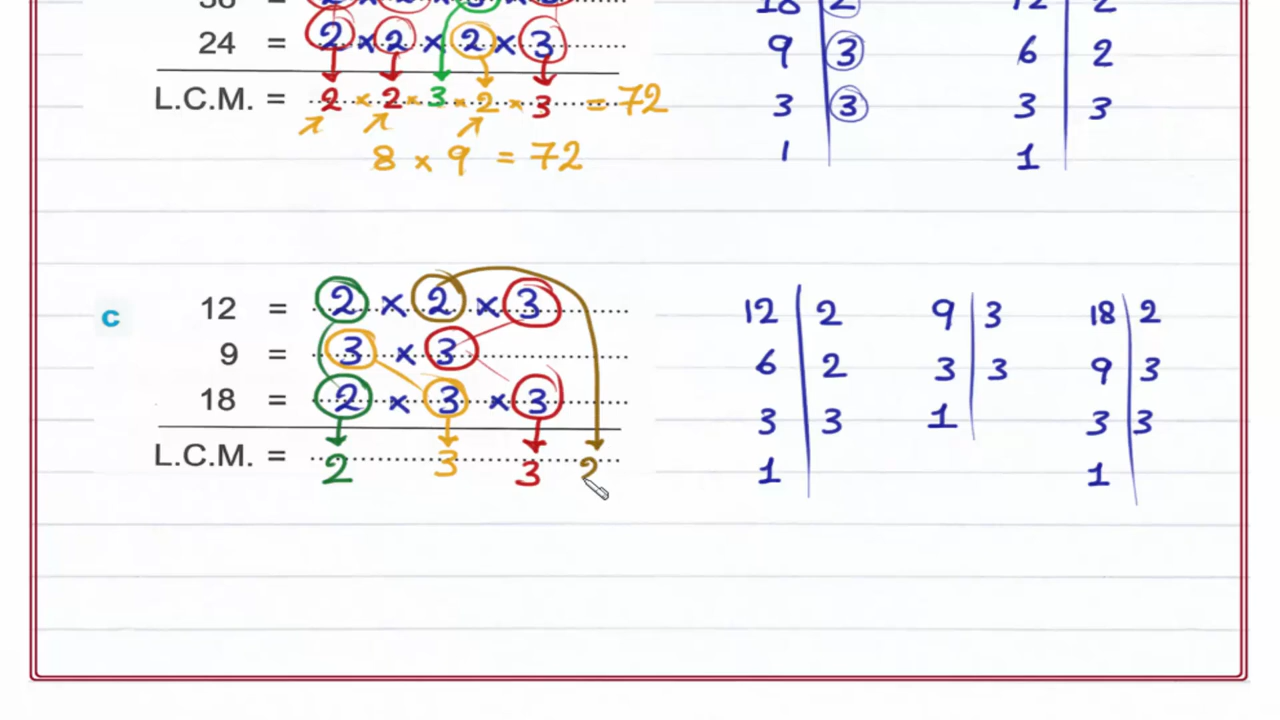 36 =
24 = 2 × 2 × 2 × 3
L.C.M. = 2 × 2 × 3 × 2 × 3 = 72
8 × 9 = 72
18 2
9 3
3 3
1
12 2
6 2
3 3
1
c
12 = 2 × 2 × 3
9 = 3 × 3
18 = 2 × 3 × 3
L.C.M. = 2 3 3 2
12 2
6 2
3 3
1
9 3
3 3
1
18 2
9 3
3 3
1